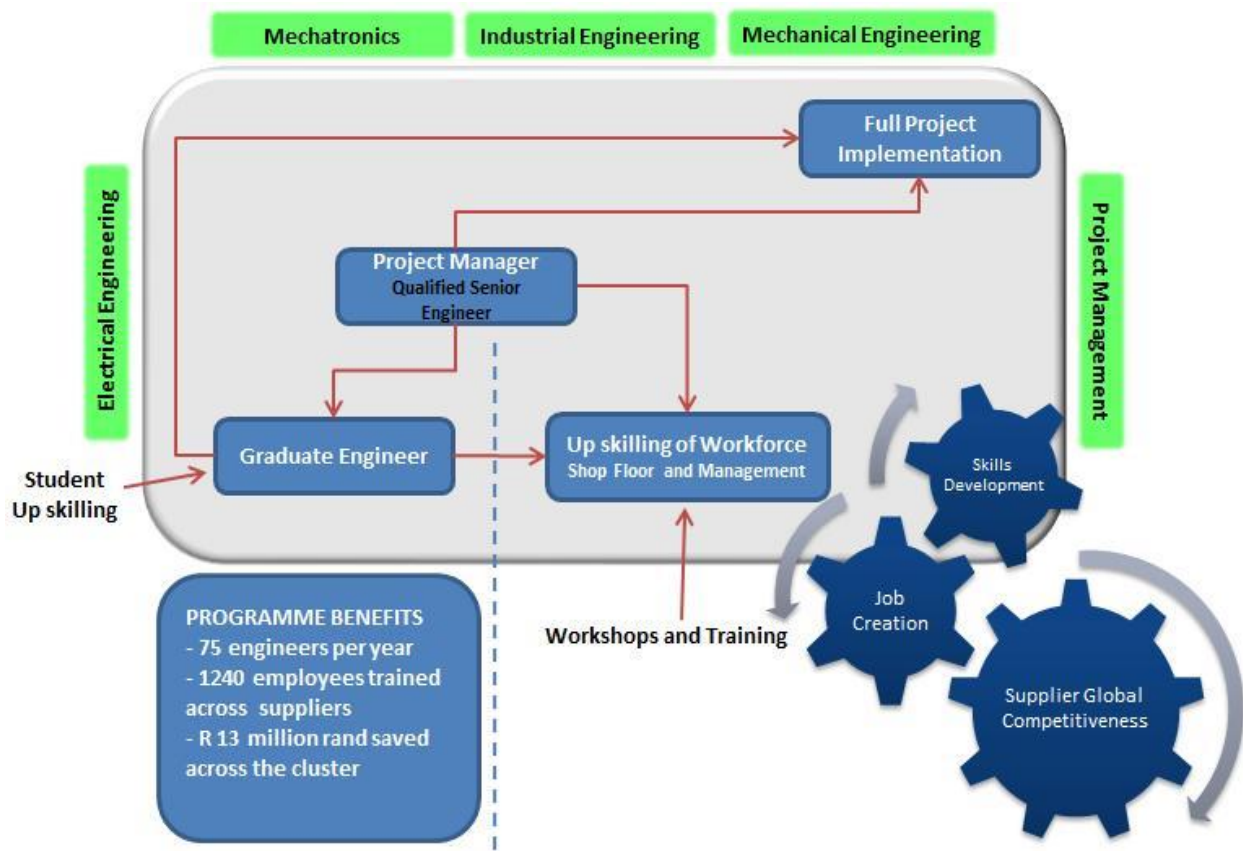 Mechatronics
Industrial Engineering
Mechanical Engineering
Electrical Engineering
Project Management
Full Project
Implementation
Project Manager
Qualified Senior
Engineer
Graduate Engineer
Up skilling of Workforce
Shop Floor and Management
Student
Up skilling
Workshops and Training
PROGRAMME BENEFITS
- 75 engineers per year
- 1240 employees trained
across suppliers
- R 13 million rand saved
across the cluster
Skills
Development
Job
Creation
Supplier Global
Competitiveness